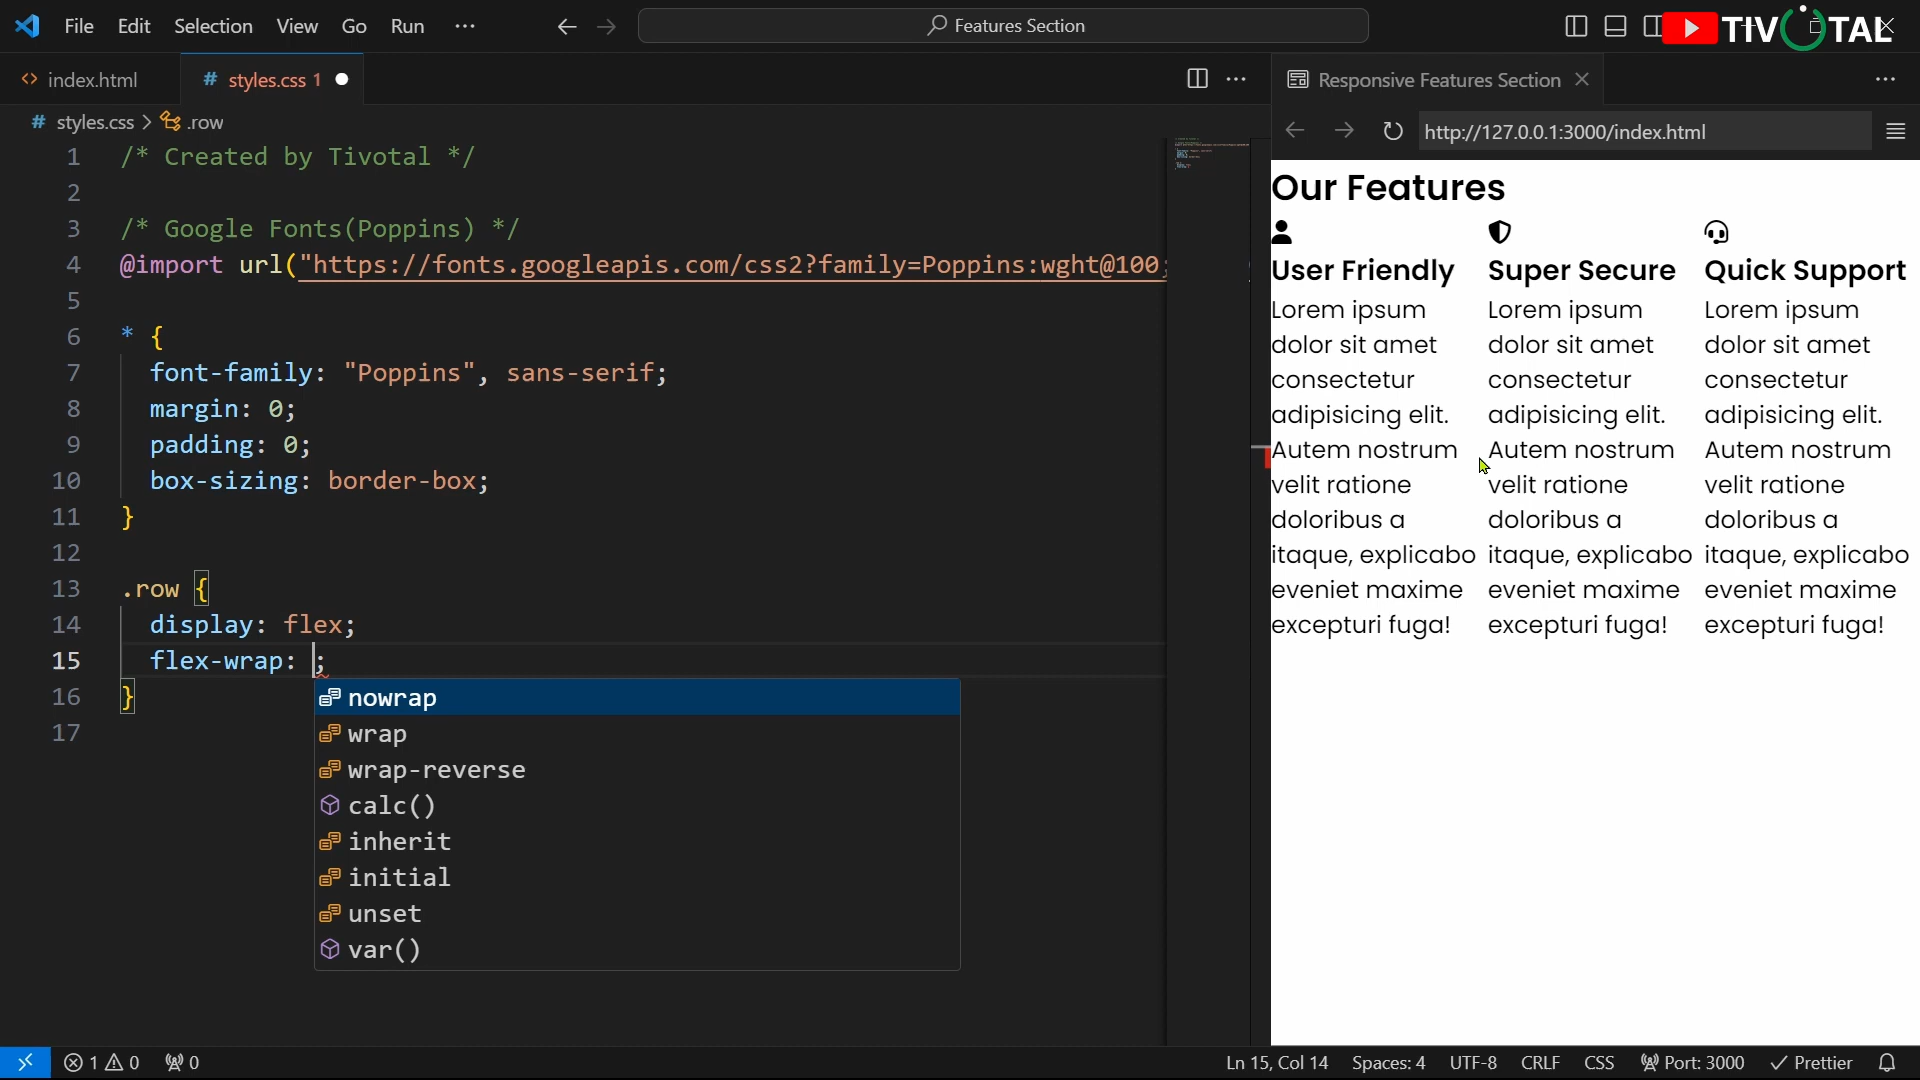 File Edit Selection View Go Run ···
Features Section
TIVOTAL
index.html
# styles.css 1
Responsive Features Section
# styles.css > .row
http://127.0.0.1:3000/index.html
1 /* Created by Tivotal */
2
3 /* Google Fonts(Poppins) */
4 @import url("https://fonts.googleapis.com/css2?family=Poppins:wght@100;
5
6 * {
7 font-family: "Poppins", sans-serif;
8 margin: 0;
9 padding: 0;
10 box-sizing: border-box;
11 }
12
13 .row {
14 display: flex;
15 flex-wrap: ;
16 }
17
nowrap
wrap
wrap-reverse
calc()
inherit
initial
unset
var()
Our Features
User Friendly
Lorem ipsum
dolor sit amet
consectetur
adipisicing elit.
Autem nostrum
velit ratione
doloribus a
itaque, explicabo
eveniet maxime
excepturi fuga!
Super Secure
Lorem ipsum
dolor sit amet
consectetur
adipisicing elit.
Autem nostrum
velit ratione
doloribus a
itaque, explicabo
eveniet maxime
excepturi fuga!
Quick Support
Lorem ipsum
dolor sit amet
consectetur
adipisicing elit.
Autem nostrum
velit ratione
doloribus a
itaque, explicabo
eveniet maxime
excepturi fuga!
1 0 0
Ln 15, Col 14 Spaces: 4 UTF-8 CRLF CSS Port: 3000 Prettier